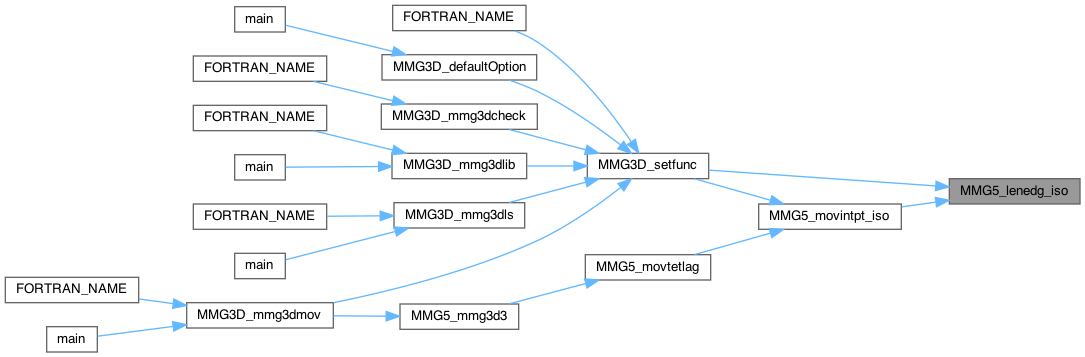 FORTRAN_NAME
main
MMG3D_defaultOption
FORTRAN_NAME
MMG3D_mmg3dcheck
FORTRAN_NAME
MMG3D_mmg3dlib
main
MMG3D_setfunc
MMG5_lenedg_iso
MMG3D_mmg3dls
FORTRAN_NAME
MMG5_movintpt_iso
main
MMG5_movtetlag
FORTRAN_NAME
MMG3D_mmg3dmov
MMG5_mmg3d3
main